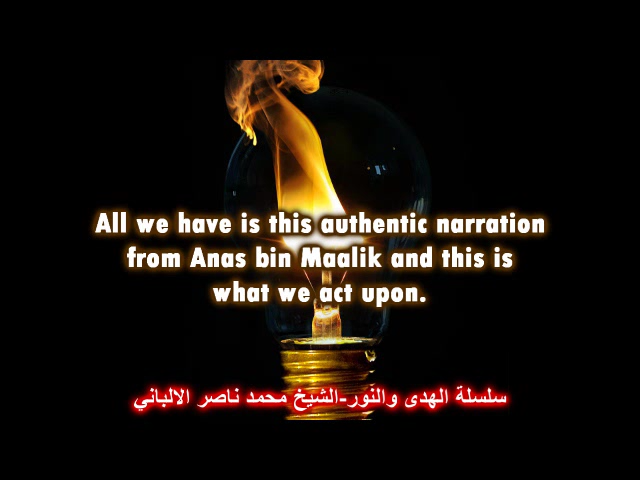 All we have is this authentic narration
from Anas bin Maalik and this is
what we act upon.
سلسلة الهدى والنور-الشيخ محمد ناصر الالباني